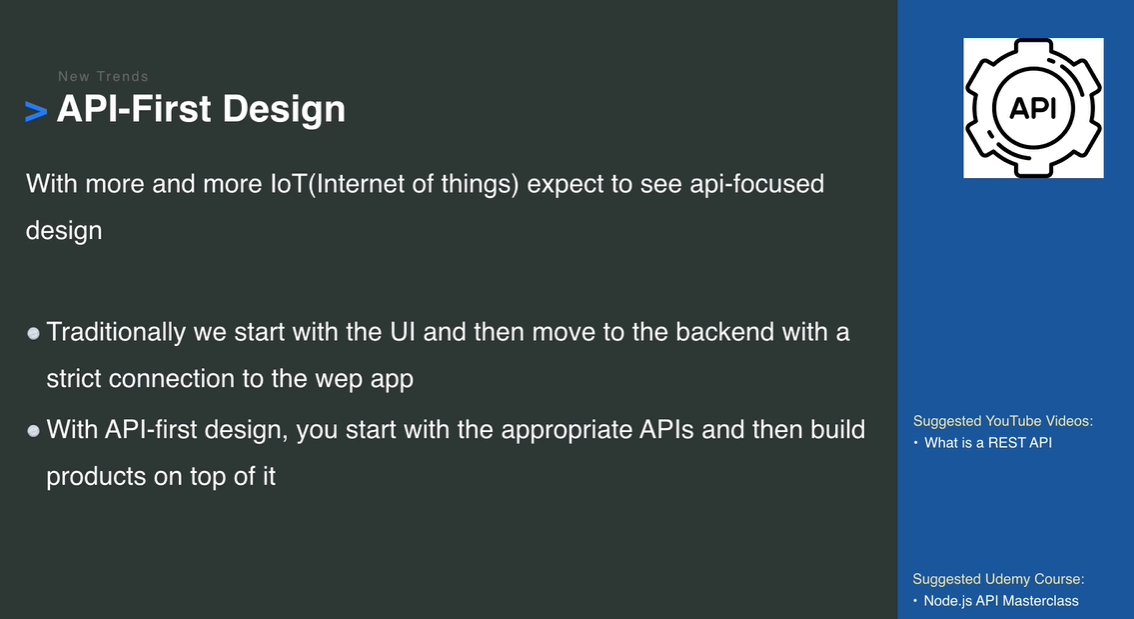 New Trends
> API-First Design
With more and more IoT(Internet of things) expect to see api-focused
design
• Traditionally we start with the UI and then move to the backend with a
strict connection to the wep app
• With API-first design, you start with the appropriate APIs and then build
products on top of it
API
Suggested YouTube Videos:
• What is a REST API
Suggested Udemy Course:
• Node.js API Masterclass